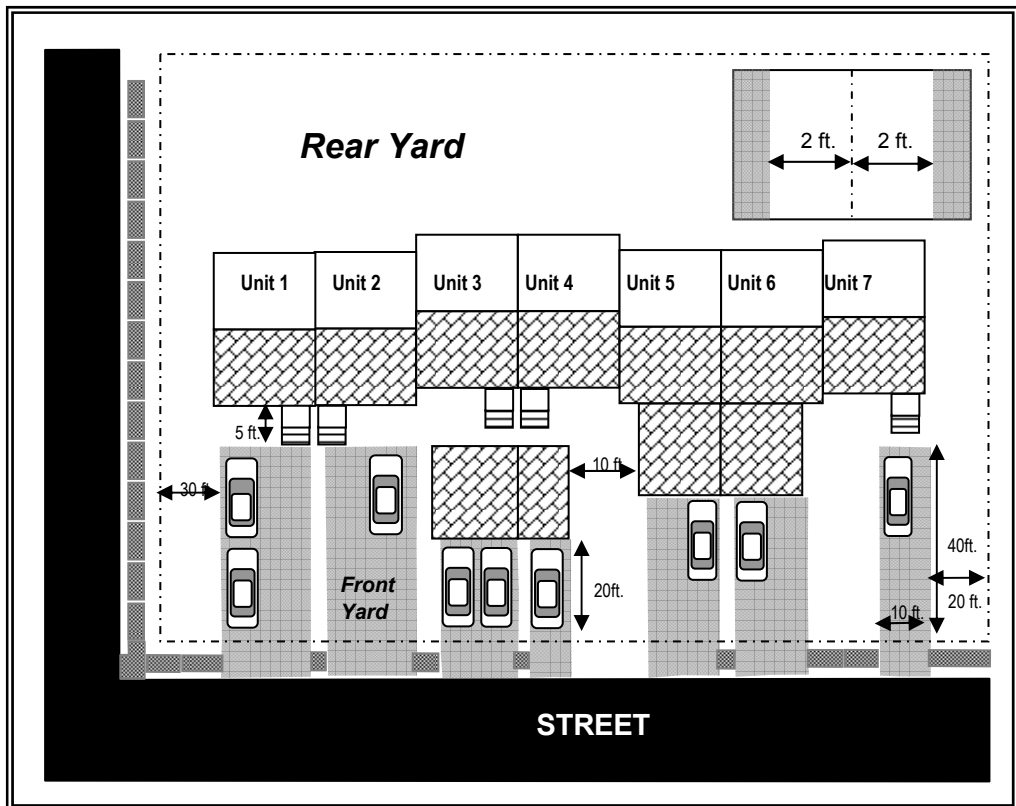 Rear Yard
2 ft. 2 ft.
Unit 1 Unit 2 Unit 3 Unit 4 Unit 5 Unit 6 Unit 7
5 ft.
10 ft.
30 ft
Front
Yard
20ft.
40ft.
10 ft. 20 ft.
STREET